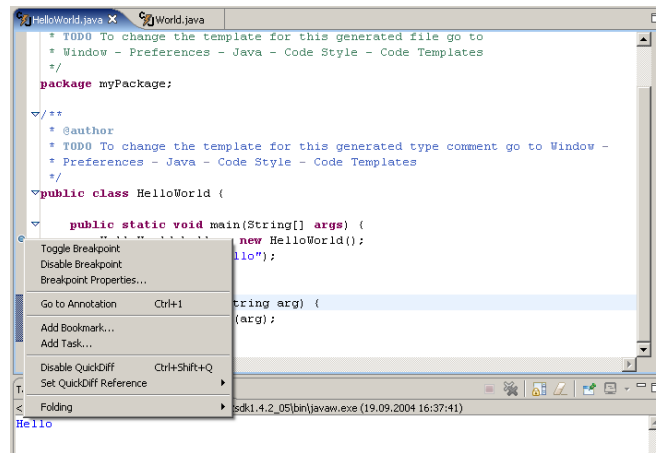 HelloWorld.java World.java
* TODO To change the template for this generated file go to
* Window - Preferences - Java - Code Style - Code Templates
*/
package myPackage;
/**
* @author
* TODO To change the template for this generated type comment go to Window -
* Preferences - Java - Code Style - Code Templates
*/
public class HelloWorld {
public static void main(String[] args) {
new HelloWorld();
Toggle Breakpoint
llo");
Disable Breakpoint
Breakpoint Properties...
Go to Annotation Ctrl+1
tring arg) {
Add Bookmark...
(arg);
Add Task...
Disable QuickDiff Ctrl+Shift+Q
Set QuickDiff Reference
Folding
sdk1.4.2_05\bin\javaw.exe (19.09.2004 16:37:41)
Hello